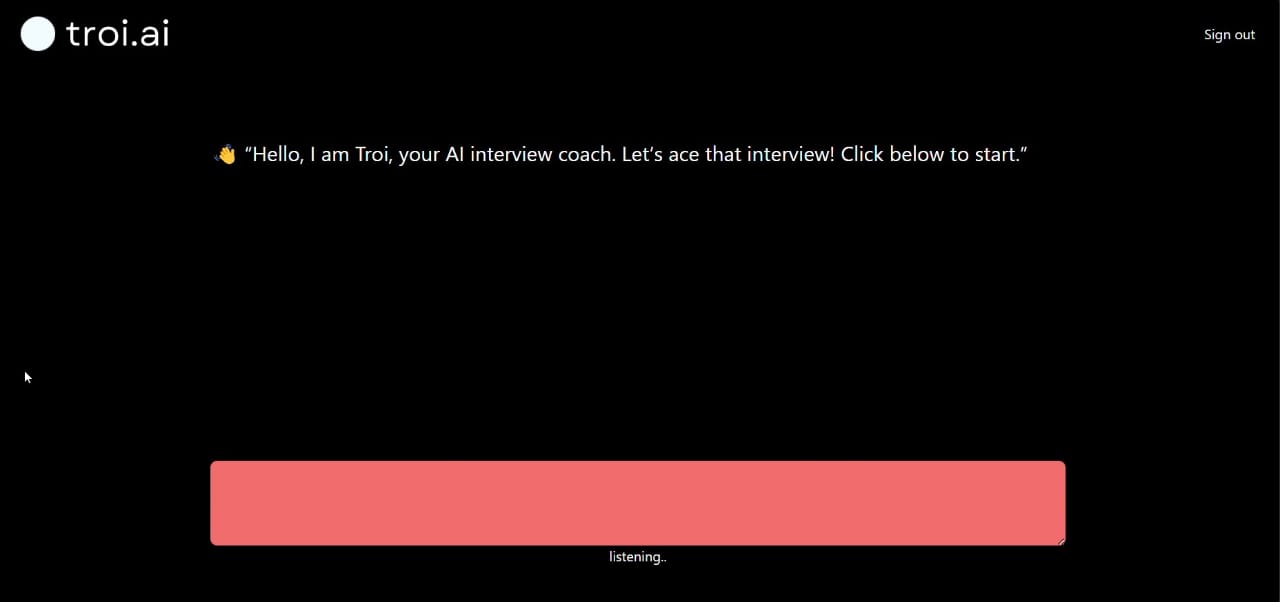 troi.ai
Sign out
👋 “Hello, I am Troi, your AI interview coach. Let’s ace that interview! Click below to start.”
listening..